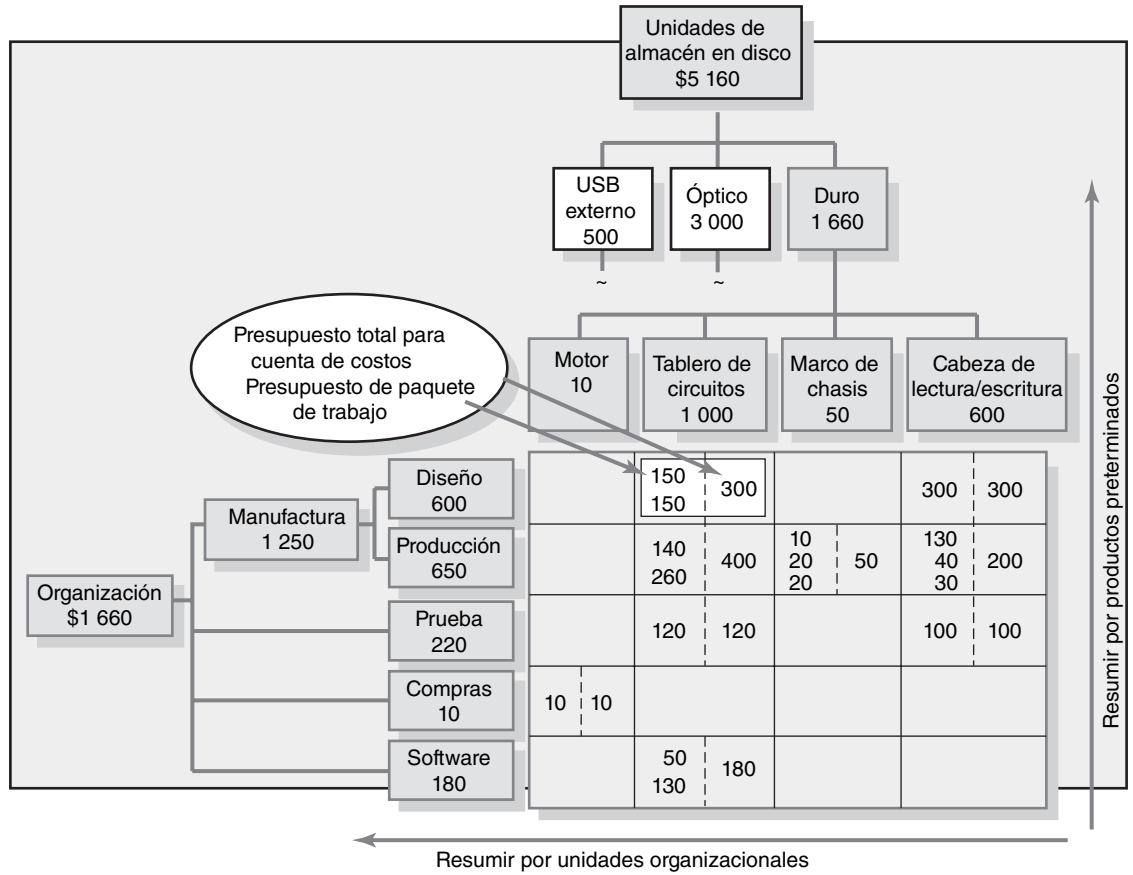 Unidades de
almacén en disco
$5 160
USB
externo
500
Óptico
3 000
Duro
1 660
~
~
Presupuesto total para
cuenta de costos
Presupuesto de paquete
de trabajo
Motor
10
Tablero de
circuitos
1 000
Marco de
chasis
50
Cabeza de
lectura/escritura
600
Organización
$1 660
Manufactura
1 250
Diseño
600
150
150
300
300
300
Producción
650
140
260
400
10
20
20
50
130
40
30
200
Prueba
220
120
120
100
100
Compras
10
10
10
Software
180
50
130
180
Resumir por productos preterminados
Resumir por unidades organizacionales